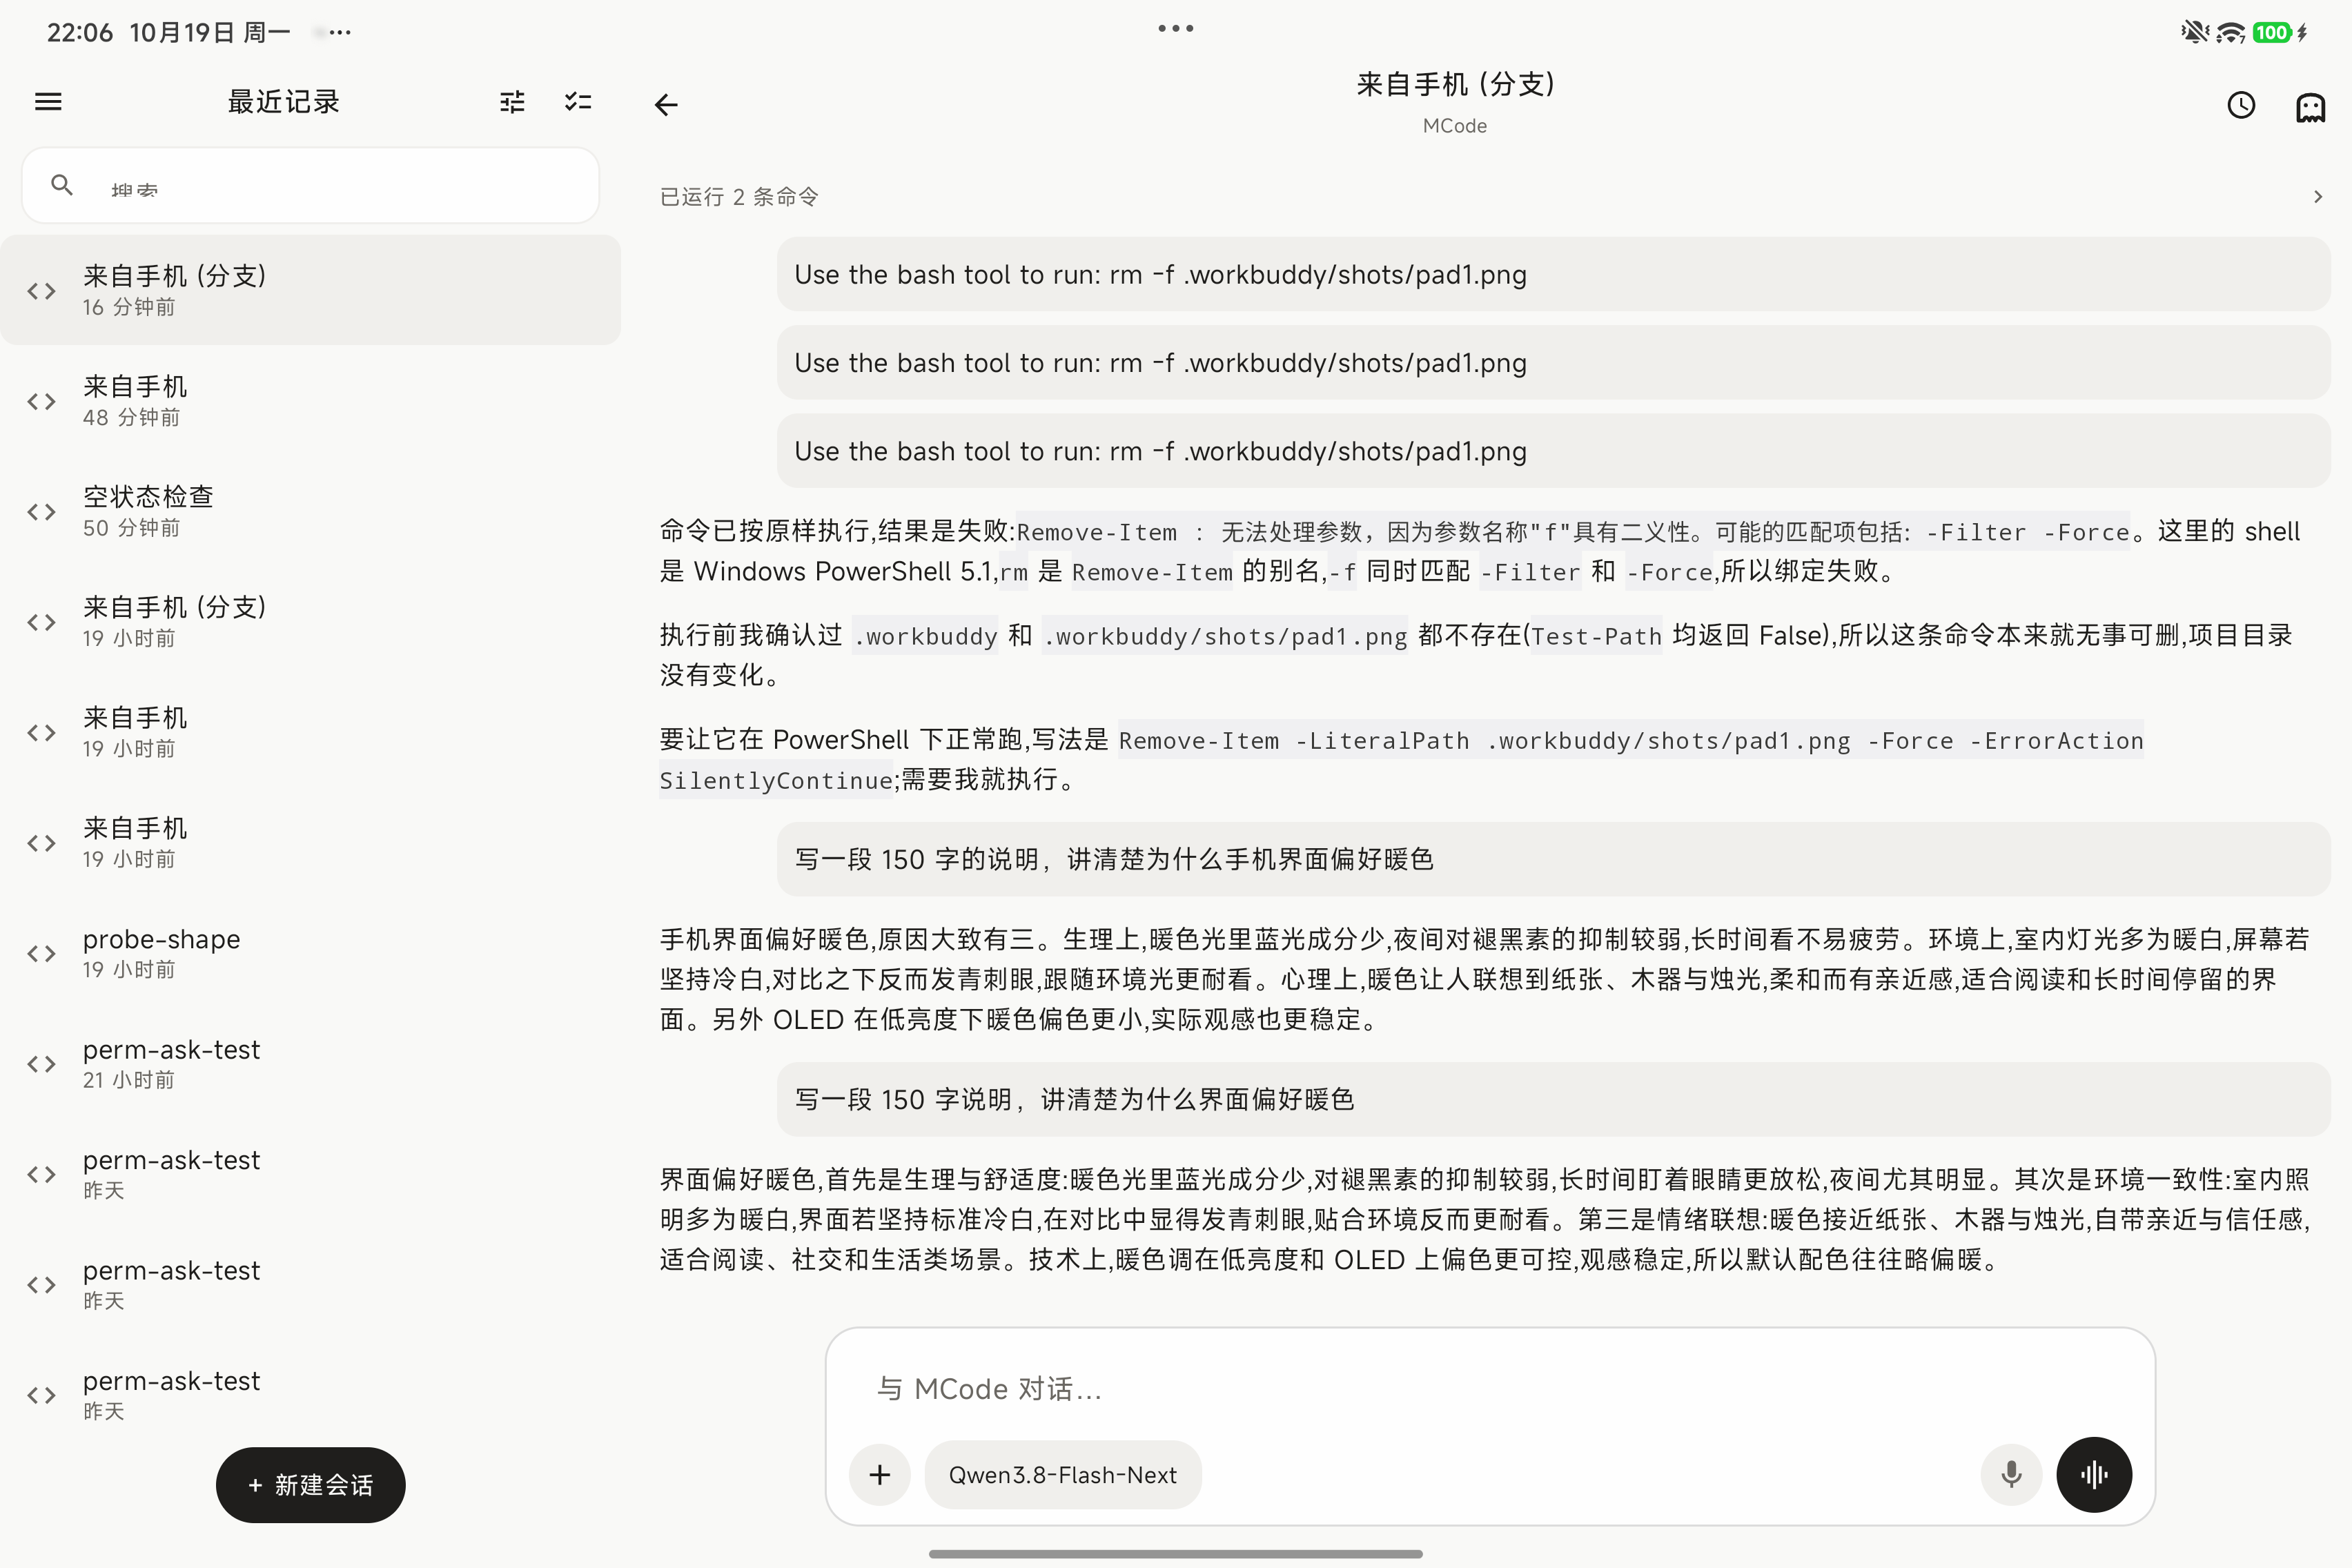 22:06 10月19日 周一
100
最近记录
搜索
来自手机 (分支)
16 分钟前
来自手机
48 分钟前
空状态检查
50 分钟前
来自手机 (分支)
19 小时前
来自手机
19 小时前
来自手机
19 小时前
probe-shape
19 小时前
perm-ask-test
21 小时前
perm-ask-test
昨天
perm-ask-test
昨天
perm-ask-test
昨天
+ 新建会话
来自手机 (分支)
MCode
已运行 2 条命令
Use the bash tool to run: rm -f .workbuddy/shots/pad1.png
Use the bash tool to run: rm -f .workbuddy/shots/pad1.png
Use the bash tool to run: rm -f .workbuddy/shots/pad1.png
命令已按原样执行,结果是失败:Remove-Item : 无法处理参数，因为参数名称"f"具有二义性。可能的匹配项包括: -Filter -Force。这里的 shell
是 Windows PowerShell 5.1,rm 是 Remove-Item 的别名,-f 同时匹配 -Filter 和 -Force,所以绑定失败。
执行前我确认过 .workbuddy 和 .workbuddy/shots/pad1.png 都不存在(Test-Path 均返回 False),所以这条命令本来就无事可删,项目目录
没有变化。
要让它在 PowerShell 下正常跑,写法是 Remove-Item -LiteralPath .workbuddy/shots/pad1.png -Force -ErrorAction
SilentlyContinue;需要我就执行。
写一段 150 字的说明，讲清楚为什么手机界面偏好暖色
手机界面偏好暖色,原因大致有三。生理上,暖色光里蓝光成分少,夜间对褪黑素的抑制较弱,长时间看不易疲劳。环境上,室内灯光多为暖白,屏幕若
坚持冷白,对比之下反而发青刺眼,跟随环境光更耐看。心理上,暖色让人联想到纸张、木器与烛光,柔和而有亲近感,适合阅读和长时间停留的界
面。另外 OLED 在低亮度下暖色偏色更小,实际观感也更稳定。
写一段 150 字说明，讲清楚为什么界面偏好暖色
界面偏好暖色,首先是生理与舒适度:暖色光里蓝光成分少,对褪黑素的抑制较弱,长时间盯着眼睛更放松,夜间尤其明显。其次是环境一致性:室内照
明多为暖白,界面若坚持标准冷白,在对比中显得发青刺眼,贴合环境反而更耐看。第三是情绪联想:暖色接近纸张、木器与烛光,自带亲近与信任感,
适合阅读、社交和生活类场景。技术上,暖色调在低亮度和 OLED 上偏色更可控,观感稳定,所以默认配色往往略偏暖。
与 MCode 对话...
Qwen3.8-Flash-Next